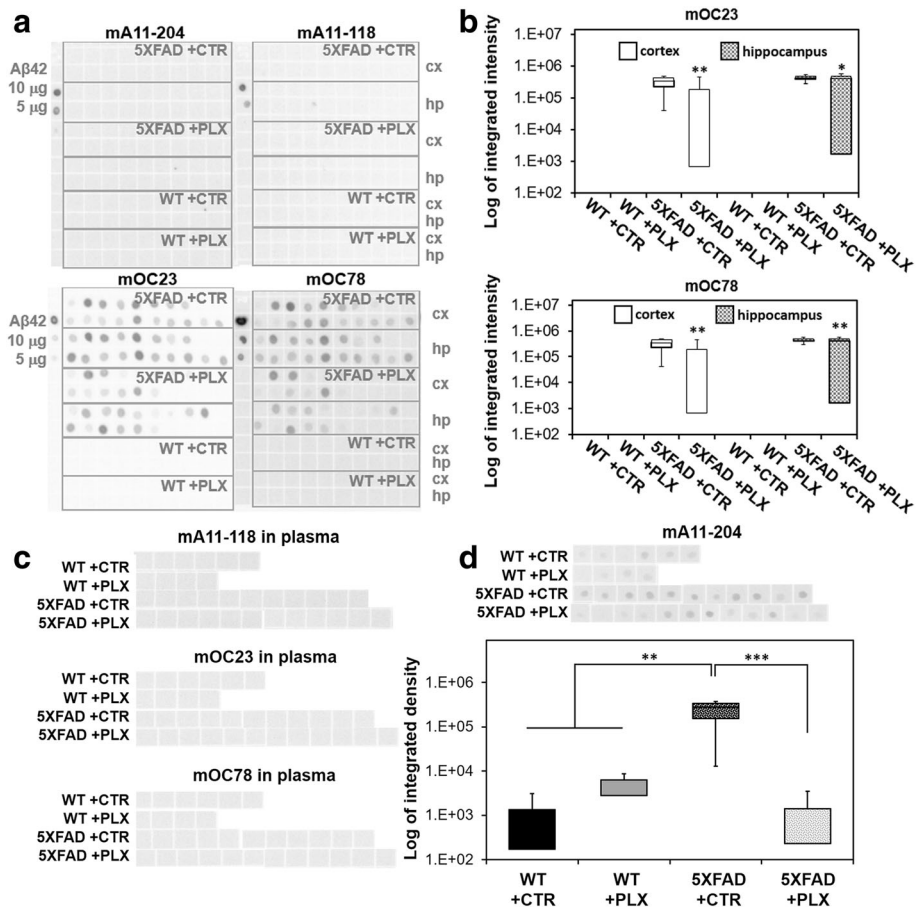 a
mA11-204
mA11-118
5XFAD +CTR
5XFAD +CTR
Aβ42
10 µg
5 µg
cx
hp
5XFAD +PLX
5XFAD +PLX
cx
hp
WT +CTR
WT +CTR
cx
hp
WT +PLX
WT +PLX
cx
hp
mOC23
mOC78
5XFAD +CTR
5XFAD +CTR
Aβ42
10 µg
5 µg
cx
hp
5XFAD +PLX
5XFAD +PLX
cx
hp
WT +CTR
WT +CTR
cx
hp
WT +PLX
WT +PLX
cx
hp
b
mOC23
Log of integrated intensity
1.E+07
1.E+06
1.E+05
1.E+04
1.E+03
1.E+02
cortex
hippocampus
**
*
WT +CTR
WT +PLX
5XFAD +CTR
5XFAD +PLX
WT +CTR
WT +PLX
5XFAD +CTR
5XFAD +PLX
mOC78
Log of integrated intensity
1.E+07
1.E+06
1.E+05
1.E+04
1.E+03
1.E+02
cortex
hippocampus
**
**
WT +CTR
WT +PLX
5XFAD +CTR
5XFAD +PLX
WT +CTR
WT +PLX
5XFAD +CTR
5XFAD +PLX
c
mA11-118 in plasma
WT +CTR
WT +PLX
5XFAD +CTR
5XFAD +PLX
mOC23 in plasma
WT +CTR
WT +PLX
5XFAD +CTR
5XFAD +PLX
mOC78 in plasma
WT +CTR
WT +PLX
5XFAD +CTR
5XFAD +PLX
d
mA11-204
WT +CTR
WT +PLX
5XFAD +CTR
5XFAD +PLX
Log of integrated density
1.E+06
1.E+05
1.E+04
1.E+03
1.E+02
**
***
WT
+CTR
WT
+PLX
5XFAD
+CTR
5XFAD
+PLX